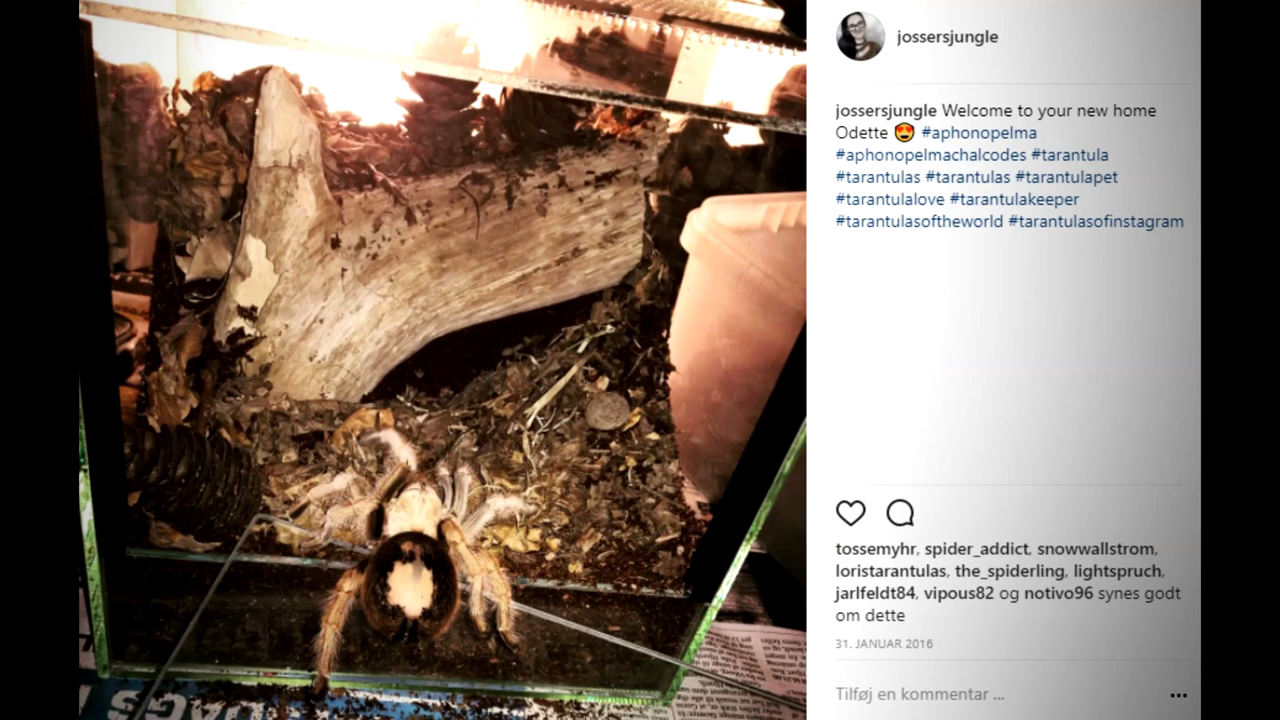 jossersjungle
jossersjungle Welcome to your new home
Odette 😍 #aphonopelma
#aphonopelmachalcodes #tarantula
#tarantulas #tarantulas #tarantulapet
#tarantulalove #tarantulakeeper
#tarantulasoftheworld #tarantulasofinstagram
tossemyhr, spider_addict, snowwallstrom,
loristarantulas, the_spiderling, lightspruch,
jarlfeldt84, vipous82 og notivo96 synes godt
om dette
31. JANUAR 2016
Tilføj en kommentar ...